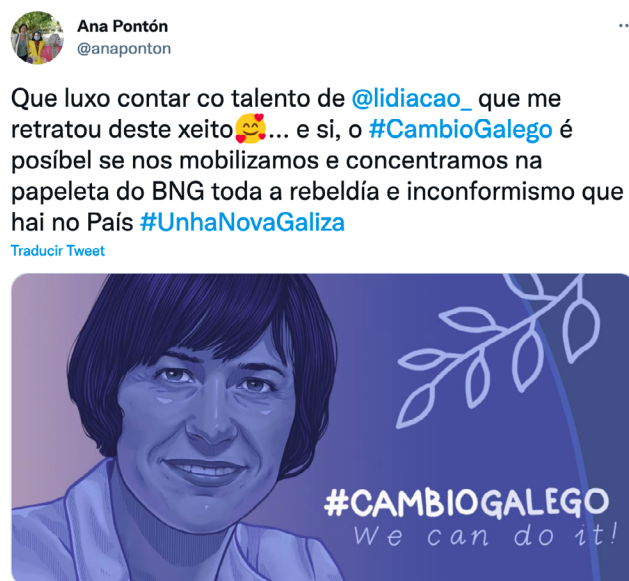 Ana Pontón
@anaponton
Que luxo contar co talento de @lidiacao_ que me
retratou deste xeito🥰... e si, o #CambioGalego é
posíbel se nos mobilizamos e concentramos na
papeleta do BNG toda a rebeldía e inconformismo que
hai no País #UnhaNovaGaliza
Traducir Tweet
#CAMBIOGALEGO
We can do it!